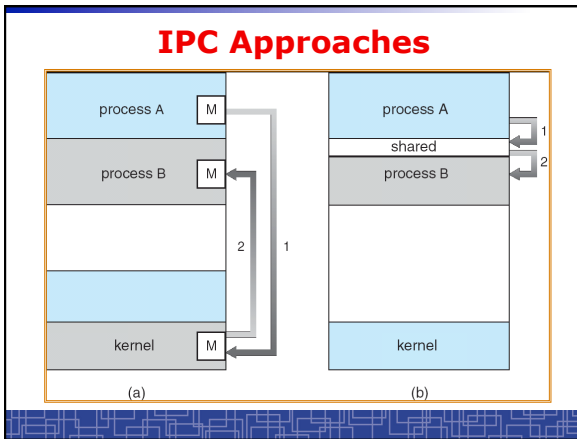 IPC Approaches
process A
M
process B
M
2
1
kernel
M
(a)
process A
1
shared
2
process B
kernel
(b)